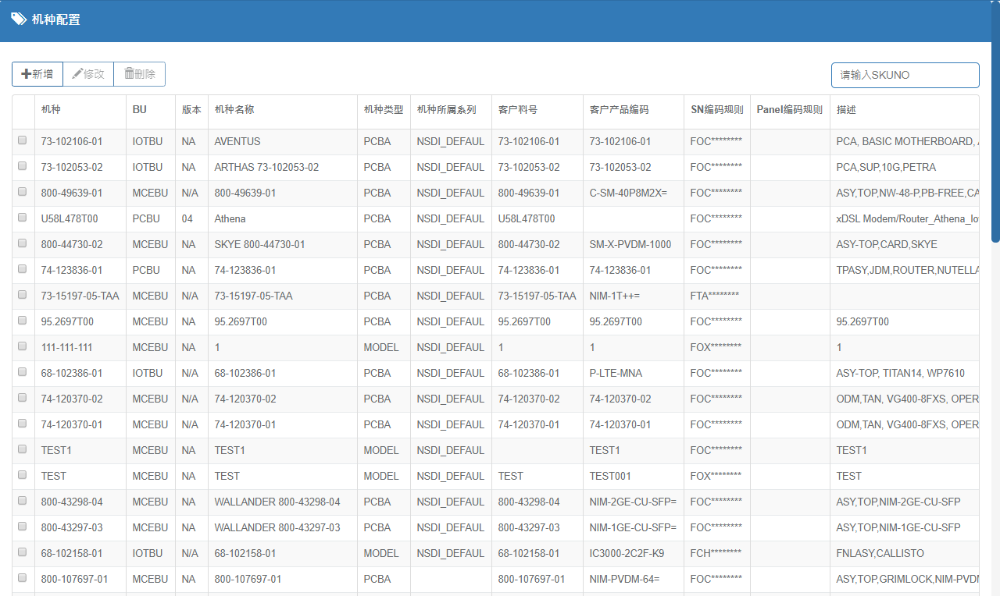 机种配置
新增 修改 删除 请输入SKUNO
机种 BU 版本 机种名称 机种类型 机种所属系列 客户料号 客户产品编码 SN编码规则 Panel编码规则 描述
73-102106-01 IOTBU NA AVENTUS PCBA NSDI_DEFAUL 73-102106-01 73-102106-01 FOC******** PCA, BASIC MOTHERBOARD,
73-102053-02 IOTBU NA ARTHAS 73-102053-02 PCBA NSDI_DEFAUL 73-102053-02 73-102053-02 FOC******** PCA,SUP,10G,PETRA
800-49639-01 MCEBU N/A 800-49639-01 PCBA NSDI_DEFAUL 800-49639-01 C-SM-40P8M2X= FOC******** ASY,TOP,NW-48-P,PB-FREE,CA
U58L478T00 PCBU 04 Athena PCBA NSDI_DEFAUL U58L478T00 FOC******** xDSL Modem/Router_Athena_lo
800-44730-02 MCEBU NA SKYE 800-44730-01 PCBA NSDI_DEFAUL 800-44730-02 SM-X-PVDM-1000 FOC******** ASY-TOP,CARD,SKYE
74-123836-01 PCBU NA 74-123836-01 PCBA NSDI_DEFAUL 74-123836-01 74-123836-01 FOC******** TPASY,JDM,ROUTER,NUTELLA
73-15197-05-TAA MCEBU N/A 73-15197-05-TAA PCBA NSDI_DEFAUL 73-15197-05-TAA NIM-1T++= FTA********
95.2697T00 MCEBU NA 95.2697T00 PCBA NSDI_DEFAUL 95.2697T00 95.2697T00 FOC******** 95.2697T00
111-111-111 MCEBU NA 1 MODEL NSDI_DEFAUL 1 1 FOX******** 1
68-102386-01 IOTBU NA 68-102386-01 PCBA NSDI_DEFAUL 68-102386-01 P-LTE-MNA FOC******** ASY-TOP, TITAN14, WP7610
74-120370-02 MCEBU N/A 74-120370-02 PCBA NSDI_DEFAUL 74-120370-02 74-120370-02 FOC******** ODM,TAN, VG400-8FXS, OPER
74-120370-01 MCEBU N/A 74-120370-01 PCBA NSDI_DEFAUL 74-120370-01 74-120370-01 FOC******** ODM,TAN, VG400-8FXS, OPER
TEST1 MCEBU NA TEST1 MODEL NSDI_DEFAUL TEST1 FOC******** TEST1
TEST MCEBU NA TEST MODEL NSDI_DEFAUL TEST TEST001 FOX******** TEST
800-43298-04 MCEBU NA WALLANDER 800-43298-04 PCBA NSDI_DEFAUL 800-43298-04 NIM-2GE-CU-SFP= FOC******** ASY,TOP,NIM-2GE-CU-SFP
800-43297-03 MCEBU NA WALLANDER 800-43297-03 PCBA NSDI_DEFAUL 800-43297-03 NIM-1GE-CU-SFP= FOC******** ASY,TOP,NIM-1GE-CU-SFP
68-102158-01 IOTBU N/A 68-102158-01 MODEL NSDI_DEFAUL 68-102158-01 IC3000-2C2F-K9 FCH******** FNLASY,CALLISTO
800-107697-01 MCEBU NA 800-107697-01 PCBA 800-107697-01 NIM-PVDM-64= FOC******** ASY,TOP,GRIMLOCK,NIM-PVDM